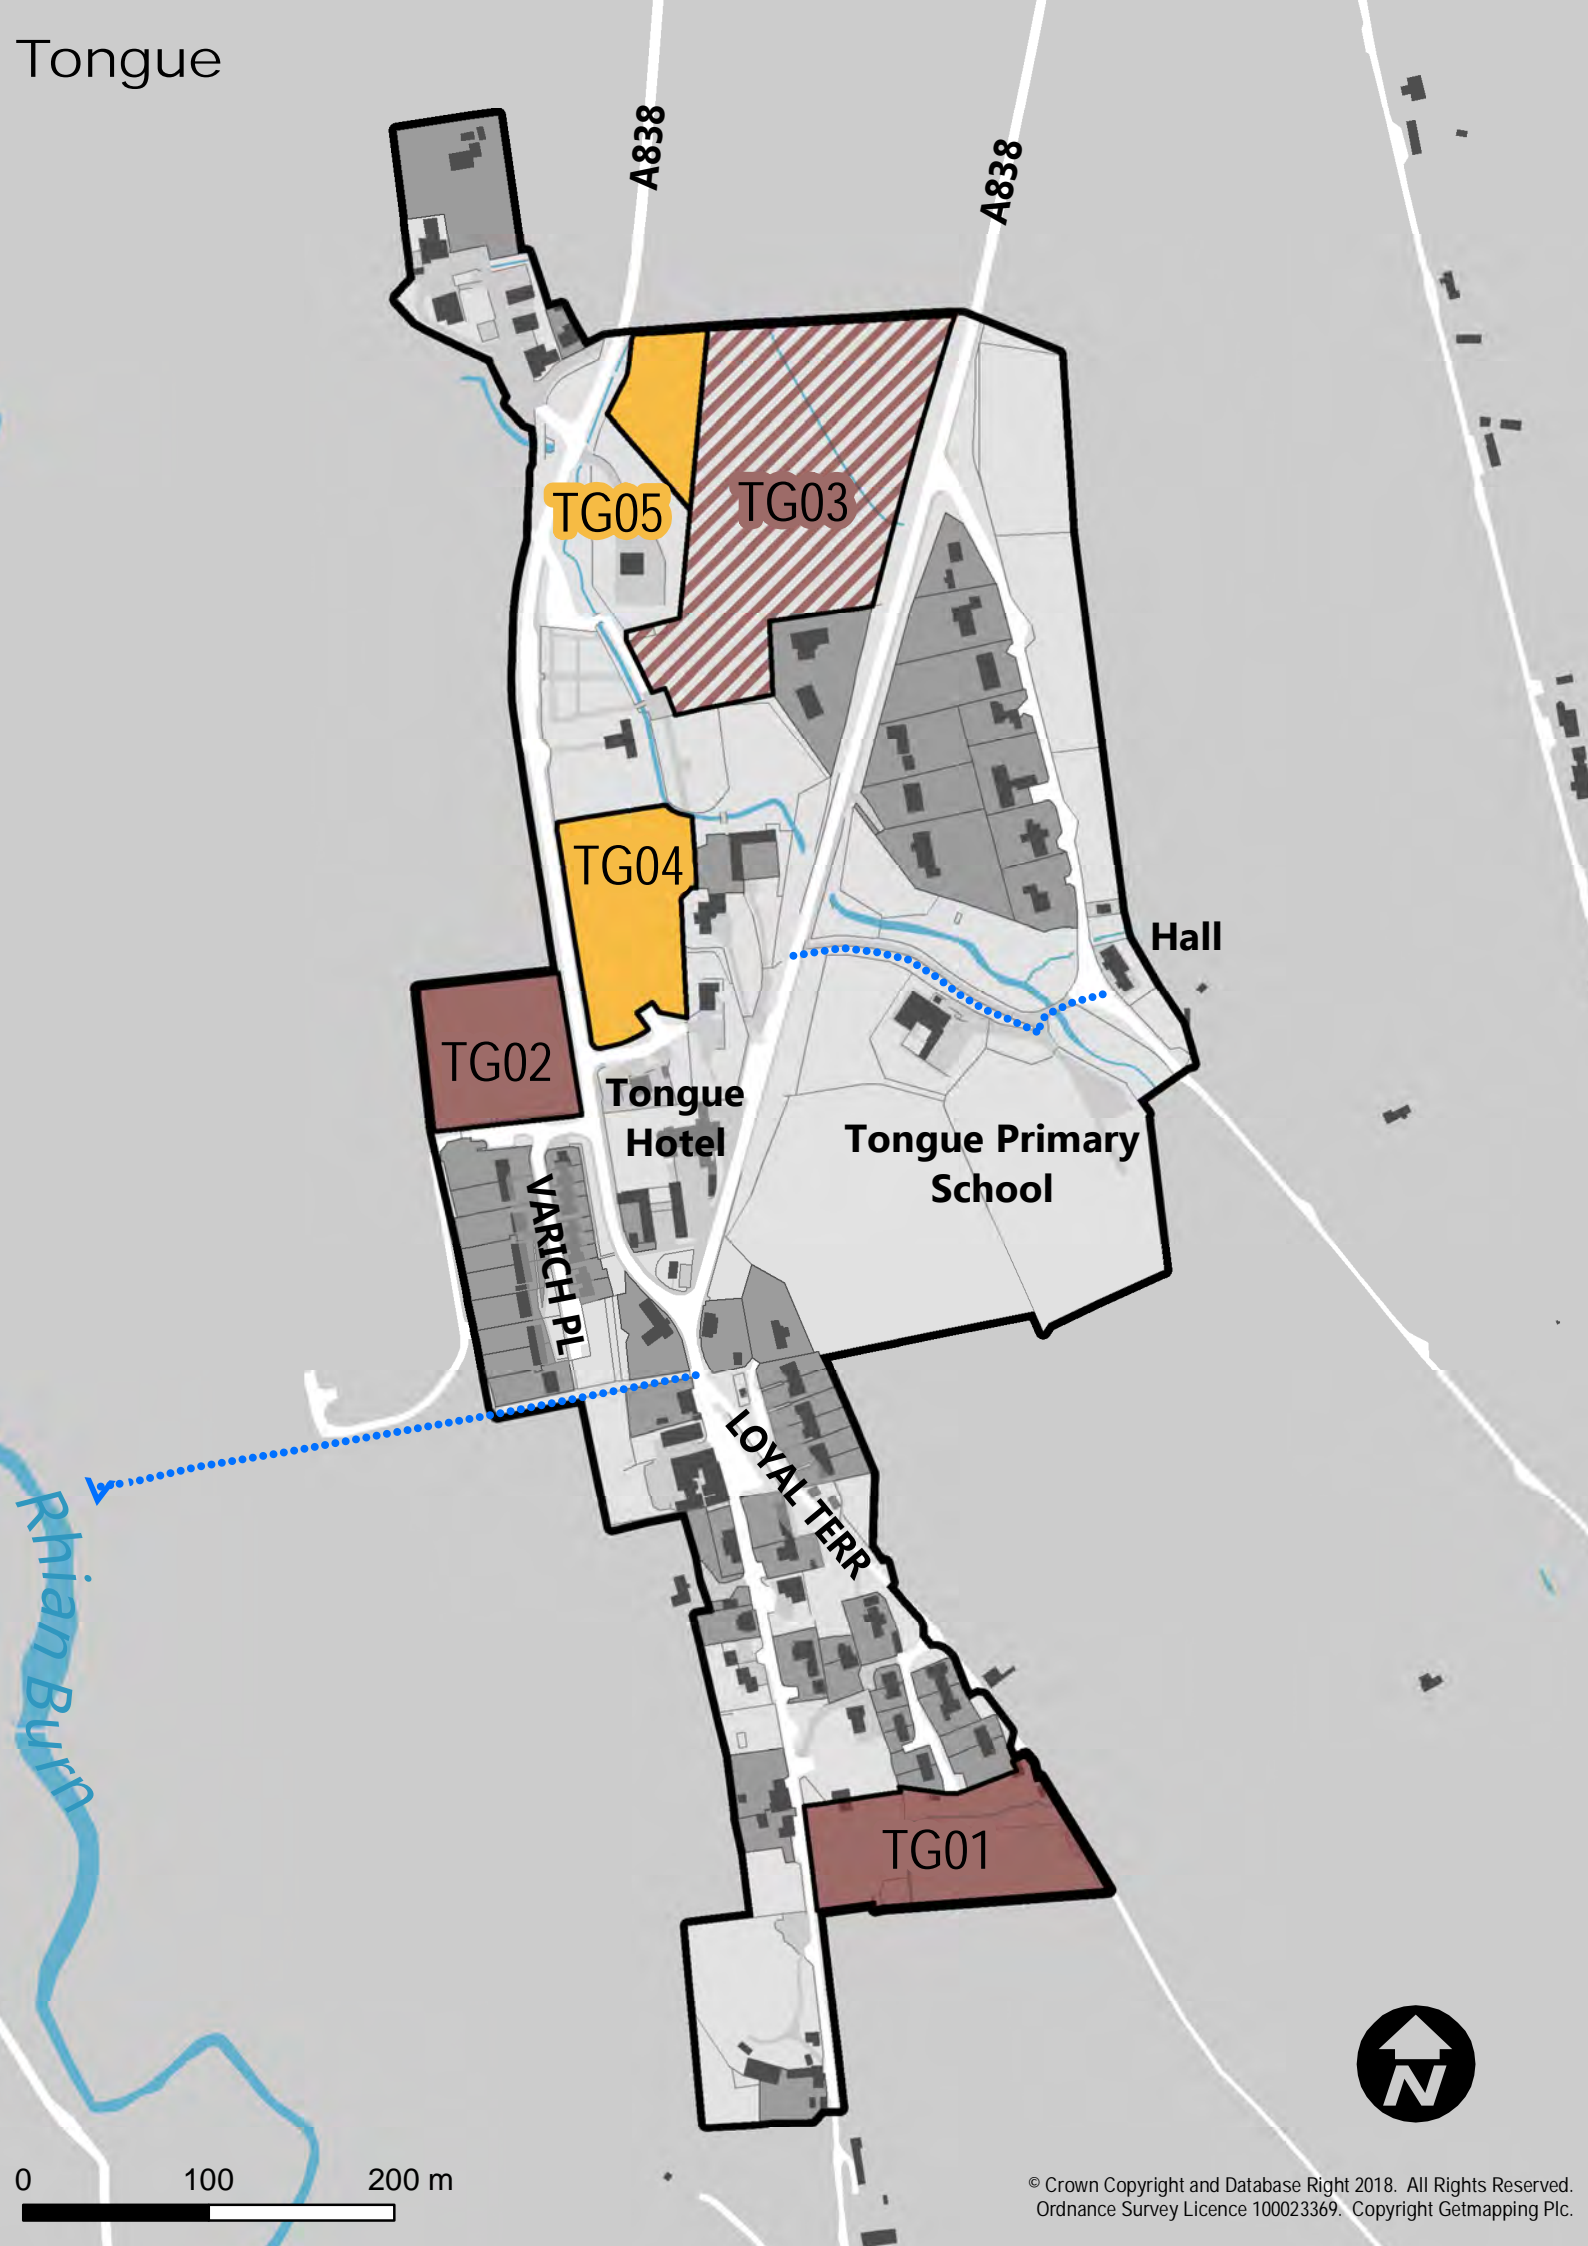 Tongue
A838
A838
TG05
TG03
TG04
Hall
TG02
Tongue
Hotel
Tongue Primary
School
VARICH PL
LOYAL TERR
Rhian Burn
TG01
N
0 100 200 m
© Crown Copyright and Database Right 2018. All Rights Reserved.
Ordnance Survey Licence 100023369. Copyright Getmapping Plc.